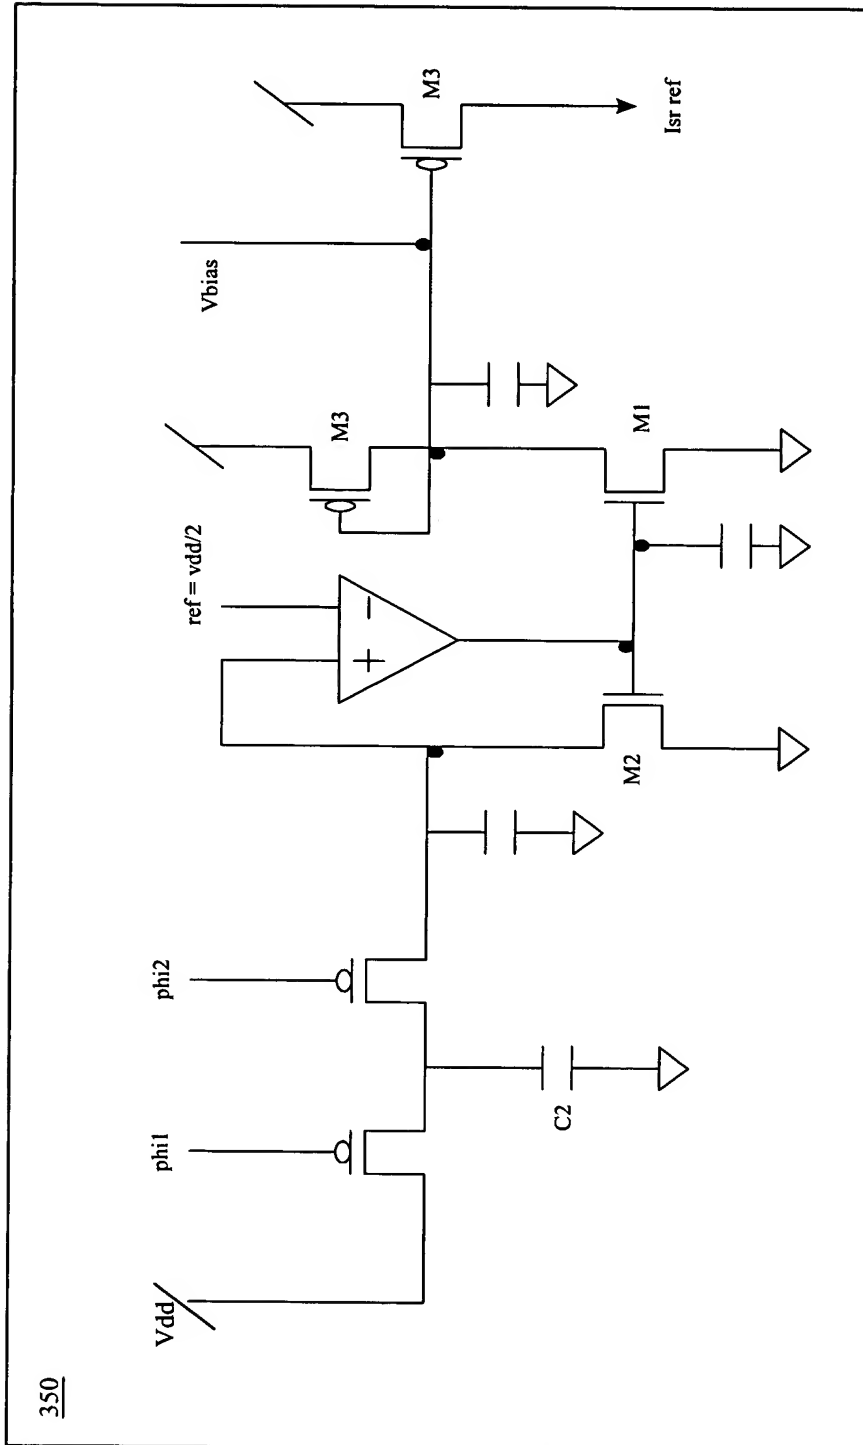 350
Vdd
phi1
phi2
C2
ref = vdd/2
+
−
M2
M3
M1
Vbias
M3
Isr ref